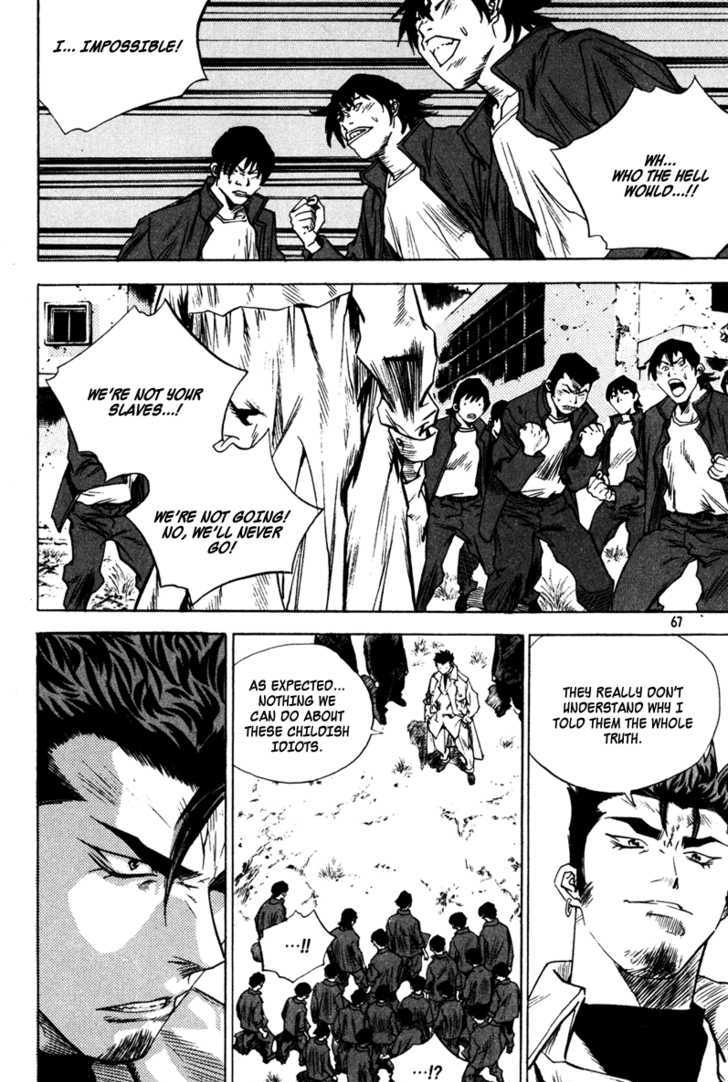 WH...
WHO THE HELL
WOULD...!!
I... IMPOSSIBLE!
WE'RE NOT YOUR
SLAVES...!
WE'RE NOT GOING!
NO, WE'LL NEVER
GO!
67
THEY REALLY DON'T
UNDERSTAND WHY I
TOLD THEM THE WHOLE
TRUTH.
AS EXPECTED...
NOTHING WE
CAN DO ABOUT
THESE CHILDISH
IDIOTS.
...!!
...!?